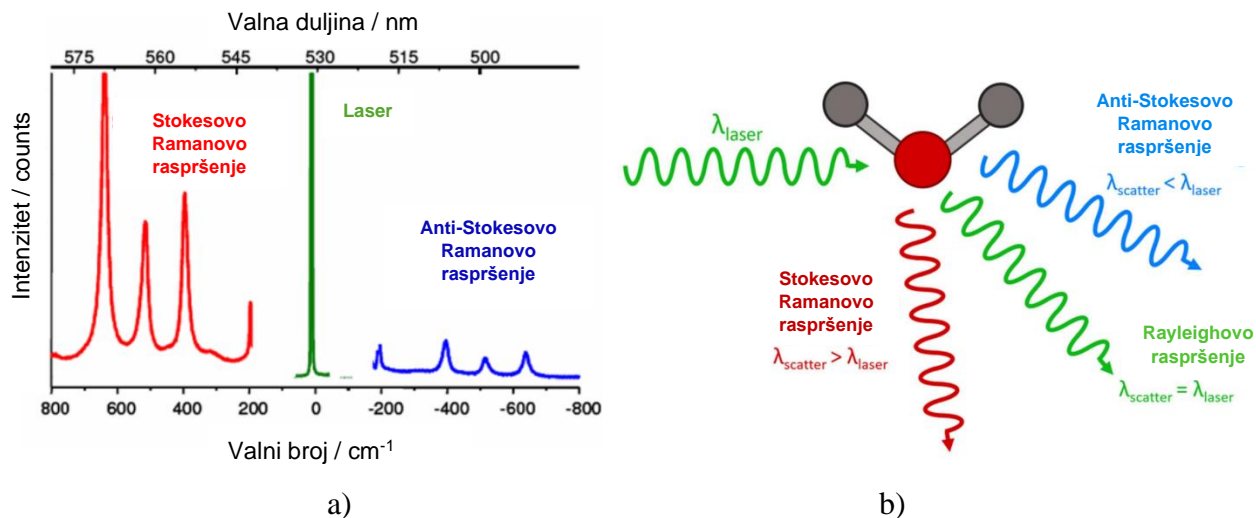 Valna duljina / nm
575 560 545 530 515 500
Intenzitet / counts
Stokesovo
Ramanovo
raspršenje
Laser
Anti-Stokesovo
Ramanovo
raspršenje
800 600 400 200 0 -200 -400 -600 -800
Valni broj / cm⁻¹
a)
λlaser
Anti-Stokesovo
Ramanovo
raspršenje
λscatter < λlaser
Stokesovo
Ramanovo
raspršenje
λscatter > λlaser
Rayleighovo
raspršenje
λscatter = λlaser
b)